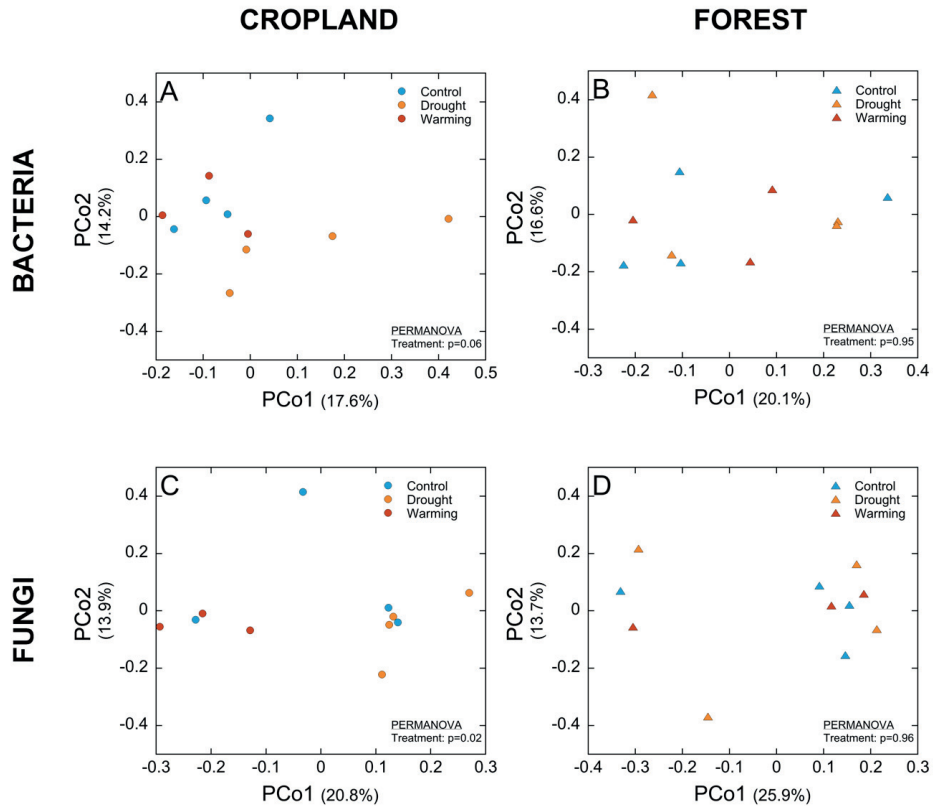 CROPLAND
FOREST
BACTERIA
FUNGI
A
Control
Drought
Warming
0.4
0.2
0
-0.2
-0.4
PCo2
(14.2%)
PERMANOVA
Treatment: p=0.06
-0.2
-0.1
0
0.1
0.2
0.3
0.4
0.5
PCo1 (17.6%)
B
Control
Drought
Warming
0.4
0.2
0
-0.2
-0.4
PCo2
(16.6%)
PERMANOVA
Treatment: p=0.95
-0.3
-0.2
-0.1
0
0.1
0.2
0.3
0.4
PCo1 (20.1%)
C
Control
Drought
Warming
0.4
0.2
0
-0.2
-0.4
PCo2
(13.9%)
PERMANOVA
Treatment: p=0.02
-0.3
-0.2
-0.1
0
0.1
0.2
0.3
PCo1 (20.8%)
D
Control
Drought
Warming
0.4
0.2
0
-0.2
-0.4
PCo2
(13.7%)
PERMANOVA
Treatment: p=0.96
-0.4
-0.3
-0.2
-0.1
0
0.1
0.2
0.3
PCo1 (25.9%)